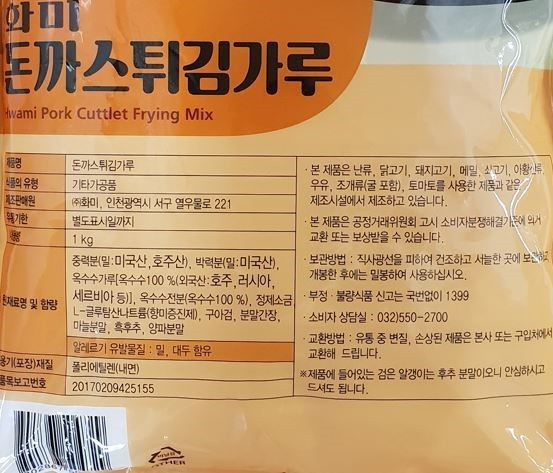 화미
돈까스튀김가루
Hwami Pork Cuttlet Frying Mix
제품명 돈까스튀김가루
식품의 유형 기타가공품
제조판매원 ㈜화미, 인천광역시 서구 열우물로 221
유통기한 별도표시일까지
1 kg
원재료명 및 함량
중력분(밀:미국산,호주산), 박력분(밀:미국산),
옥수수가루[옥수수100 %(외국산:호주,러시아,
세르비아 등)], 옥수수전분(옥수수100 %), 정제소금
L-글루탐산나트륨(향미증진제), 구아검, 분말간장,
마늘분말, 흑후추, 양파분말
알레르기 유발물질 : 밀, 대두 함유
용기(포장)재질 폴리에틸렌(내면)
품목보고번호 20170209425155
· 본 제품은 난류, 닭고기, 돼지고기, 메밀, 쇠고기, 아황산류,
우유, 조개류(굴 포함), 토마토를 사용한 제품과 같은
제조시설에서 제조하고 있습니다.
· 본 제품은 공정거래위원회 고시 소비자분쟁해결기준에 의거
교환 또는 보상받을 수 있습니다.
· 보관방법 : 직사광선을 피하여 건조하고 서늘한 곳에 보관하고
개봉한 후에는 밀봉하여 사용하십시오.
· 부정 · 불량식품 신고는 국번없이 1399
· 소비자 상담실 : 032)550-2700
· 교환방법 : 유통 중 변질, 손상된 제품은 본사 또는 구입처에서
교환해 드립니다.
※제품에 들어있는 검은 알갱이는 후추 분말이오니 안심하시고
드셔도 됩니다.
비닐류
OTHER